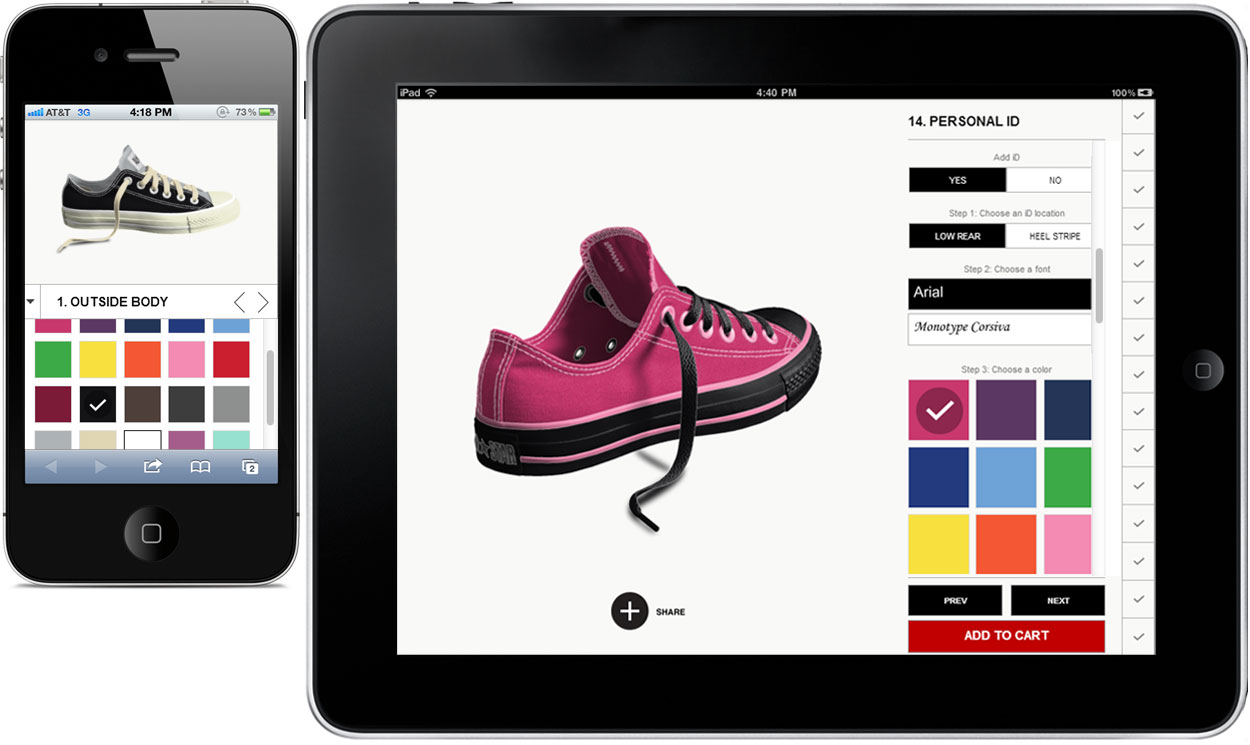 AT&T 3G 4:18 PM 73%
1. OUTSIDE BODY
2
iPad 4:40 PM 100%
14. PERSONAL ID
Add iD
YES NO
Step 1: Choose an iD location
LOW REAR HEEL STRIPE
Step 2: Choose a font
Arial
Monotype Corsiva
Step 3: Choose a color
STAR
SHARE
PREV NEXT
ADD TO CART